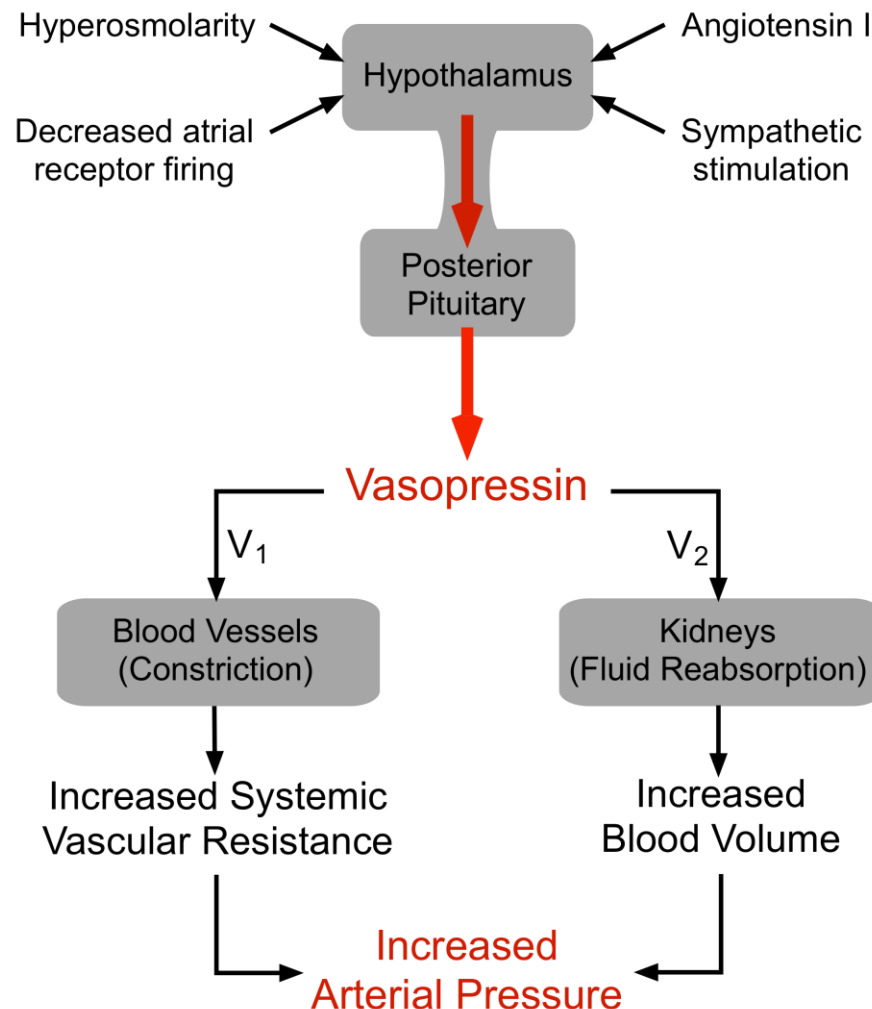 Hyperosmolarity
Angiotensin I
Hypothalamus
Decreased atrial
receptor firing
Sympathetic
stimulation
Posterior
Pituitary
Vasopressin
V₁
V₂
Blood Vessels
(Constriction)
Kidneys
(Fluid Reabsorption)
Increased Systemic
Vascular Resistance
Increased
Blood Volume
Increased
Arterial Pressure